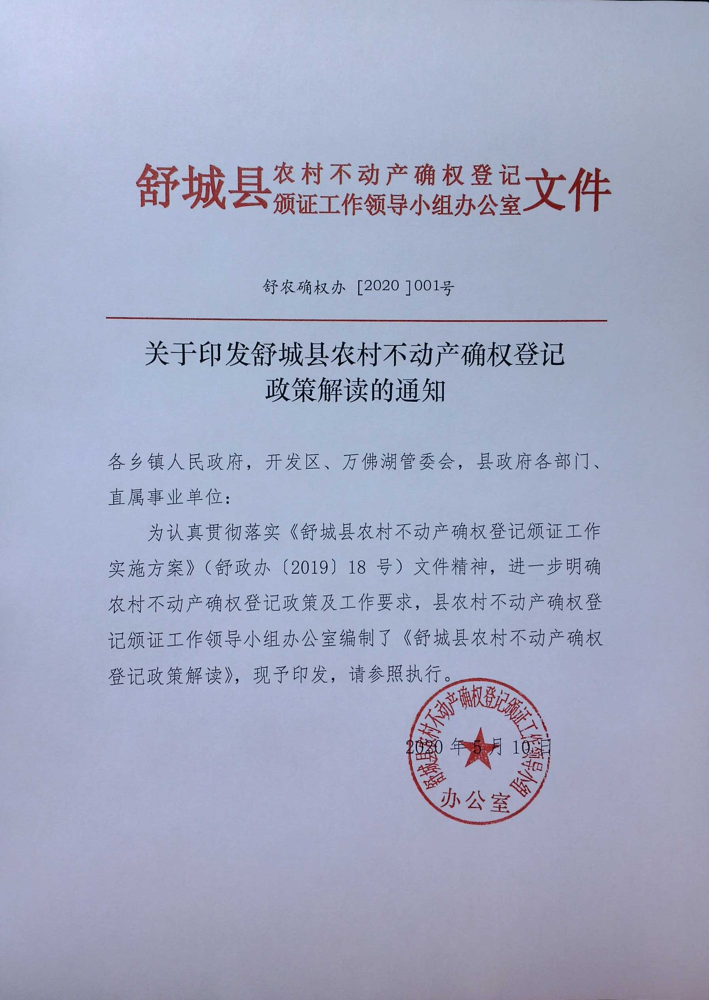 舒城县农村不动产确权登记颁证工作领导小组办公室文件
舒农确权办 [2020 ]001号
关于印发舒城县农村不动产确权登记
政策解读的通知
各乡镇人民政府，开发区、万佛湖管委会，县政府各部门、
直属事业单位：
为认真贯彻落实《舒城县农村不动产确权登记颁证工作
实施方案》（舒政办〔2019〕18 号）文件精神，进一步明确
农村不动产确权登记政策及工作要求，县农村不动产确权登
记颁证工作领导小组办公室编制了《舒城县农村不动产确权
登记政策解读》，现予印发，请参照执行。
2020 年 5 月 10 日
舒城县农村不动产确权登记颁证工作领导小组
办公室